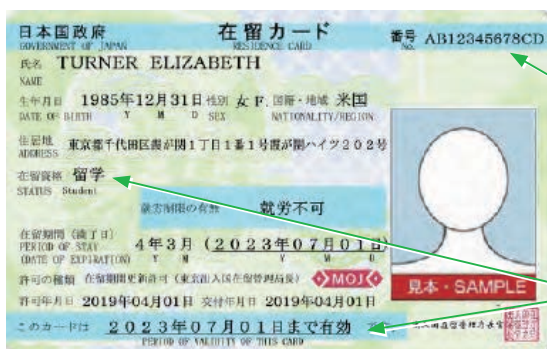 日本国政府 在留カード 番号 AB12345678CD
GOVERNMENT OF JAPAN RESIDENCE CARD No.
氏名 TURNER ELIZABETH
NAME
生年月日 1985年12月31日 性別 女 F. 国籍・地域 米国
DATE OF BIRTH Y M D SEX NATIONALITY/REGION
住居地 東京都千代田区霞が関1丁目1番1号霞が関ハイツ202号
ADDRESS
在留資格 留学
STATUS Student
就労制限の有無 就労不可
在留期間(満了日)
PERIOD OF STAY 4年3月(2023年07月01日)
(DATE OF EXPIRATION) Y M Y M D
許可の種類 在留期間更新許可(東京出入国在留管理局長) MOJ
見本・SAMPLE
許可年月日 2019年04月01日 交付年月日 2019年04月01日
このカードは 2023年07月01日まで有効 です。
PERIOD OF VALIDITY OF THIS CARD